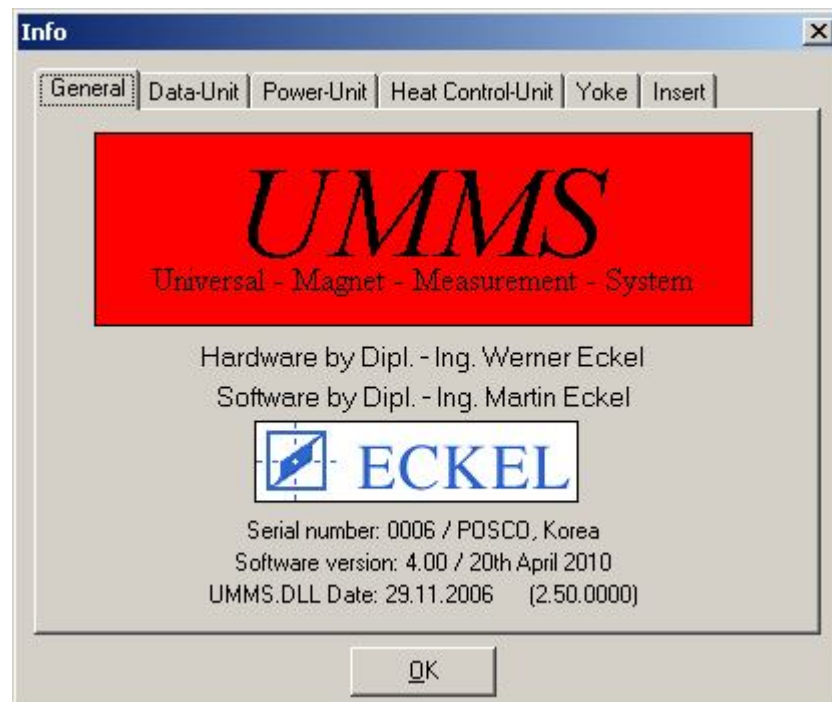 Info
General Data-Unit Power-Unit Heat Control-Unit Yoke Insert
UMMS
Universal - Magnet - Measurement - System
Hardware by Dipl. - Ing. Werner Eckel
Software by Dipl. - Ing. Martin Eckel
ECKEL
Serial number: 0006 / POSCO, Korea
Software version: 4.00 / 20th April 2010
UMMS.DLL Date: 29.11.2006 (2.50.0000)
OK